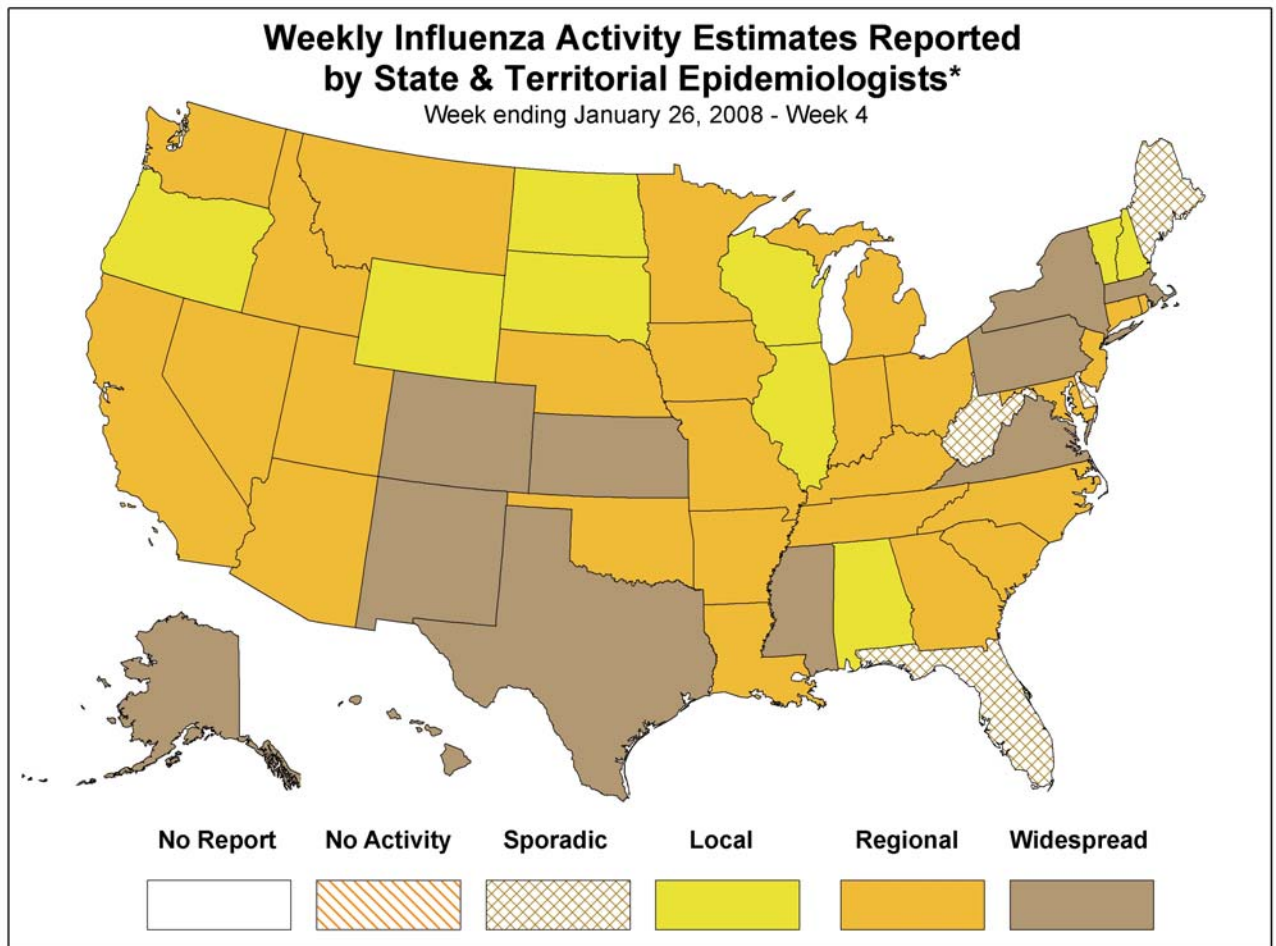 Weekly Influenza Activity Estimates Reported
by State & Territorial Epidemiologists*
Week ending January 26, 2008 - Week 4
No Report No Activity Sporadic Local Regional Widespread